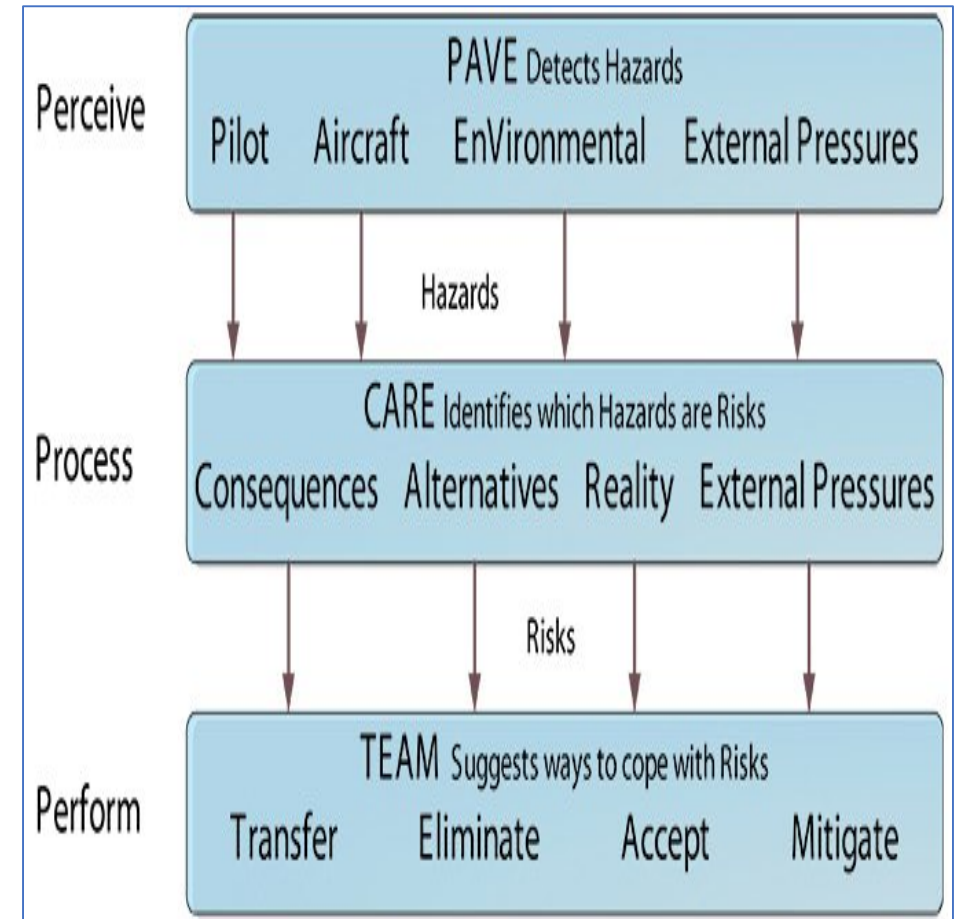 Perceive
PAVE Detects Hazards
Pilot Aircraft EnVironmental External Pressures
Hazards
Process
CARE Identifies which Hazards are Risks
Consequences Alternatives Reality External Pressures
Risks
Perform
TEAM Suggests ways to cope with Risks
Transfer Eliminate Accept Mitigate